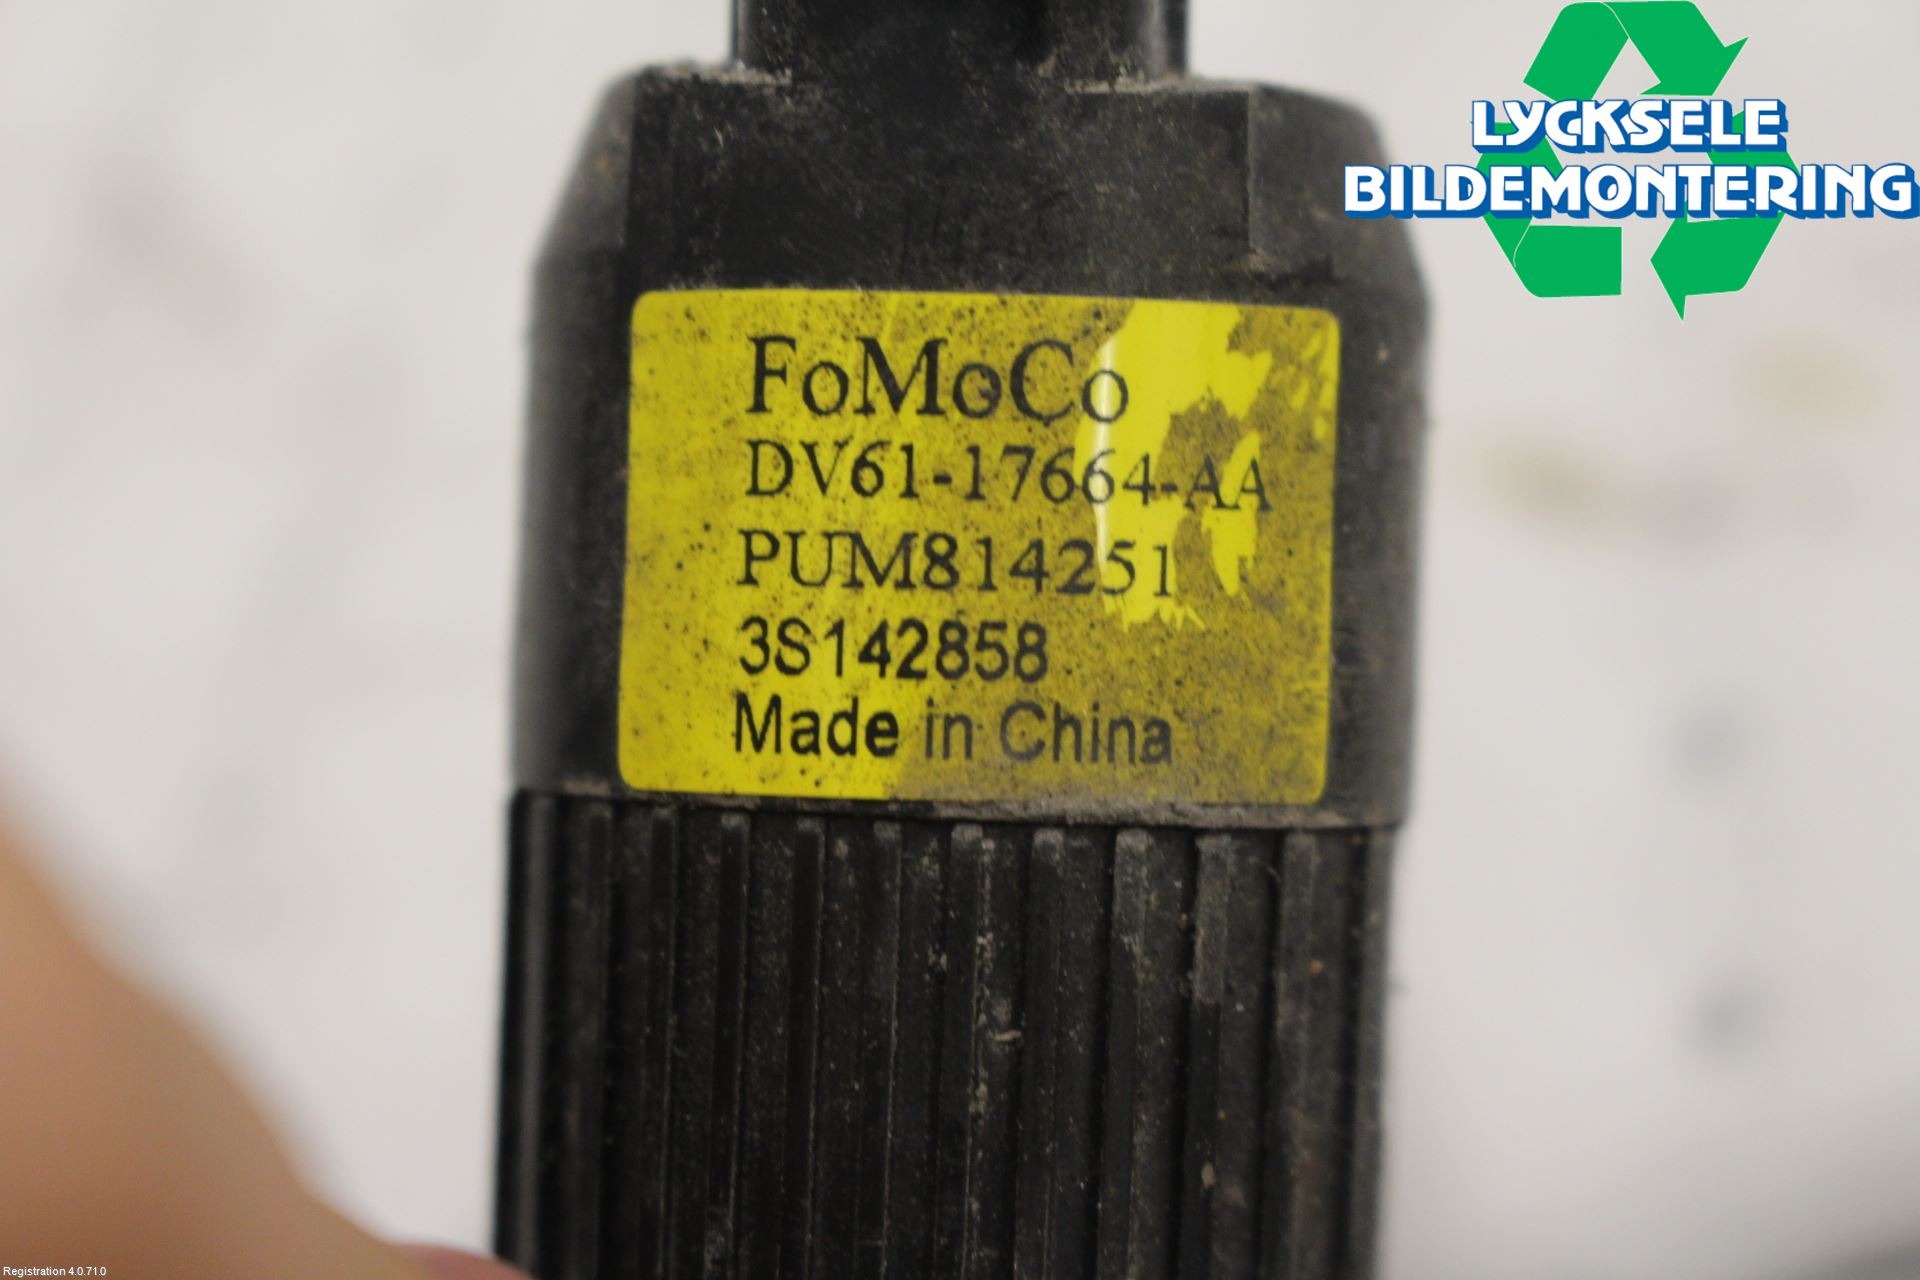 LYCKSELE
BILDEMONTERING
FoMoCo
DV61-17664-AA
PUM814251
3S142858
Made in China
Registration 4.0.71.0